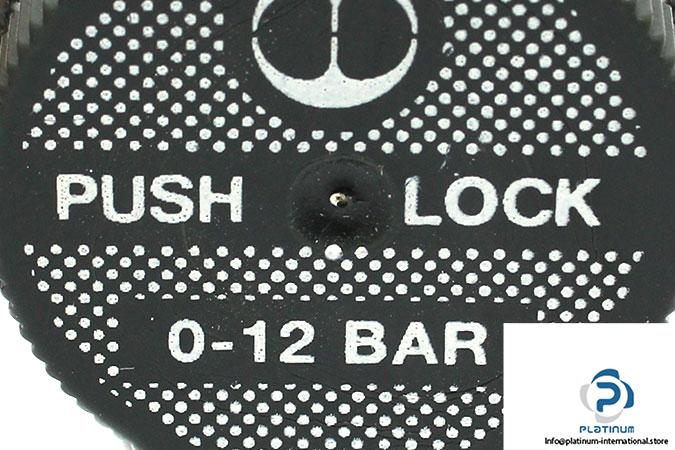 PUSH LOCK
0-12 BAR
PLATINUM
info@platinum-international.store